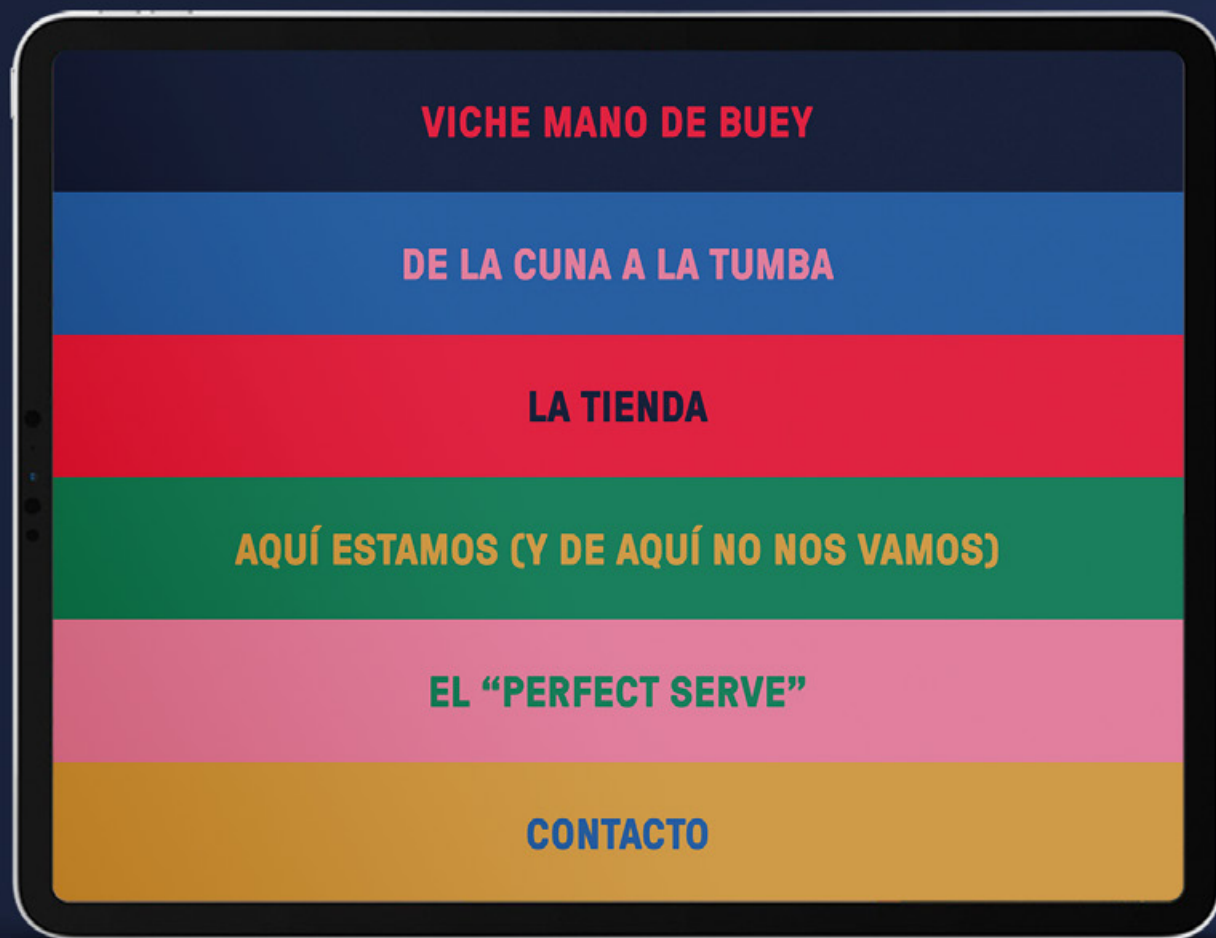 VICHE MANO DE BUEY
DE LA CUNA A LA TUMBA
LA TIENDA
AQUÍ ESTAMOS (Y DE AQUÍ NO NOS VAMOS)
EL “PERFECT SERVE”
CONTACTO